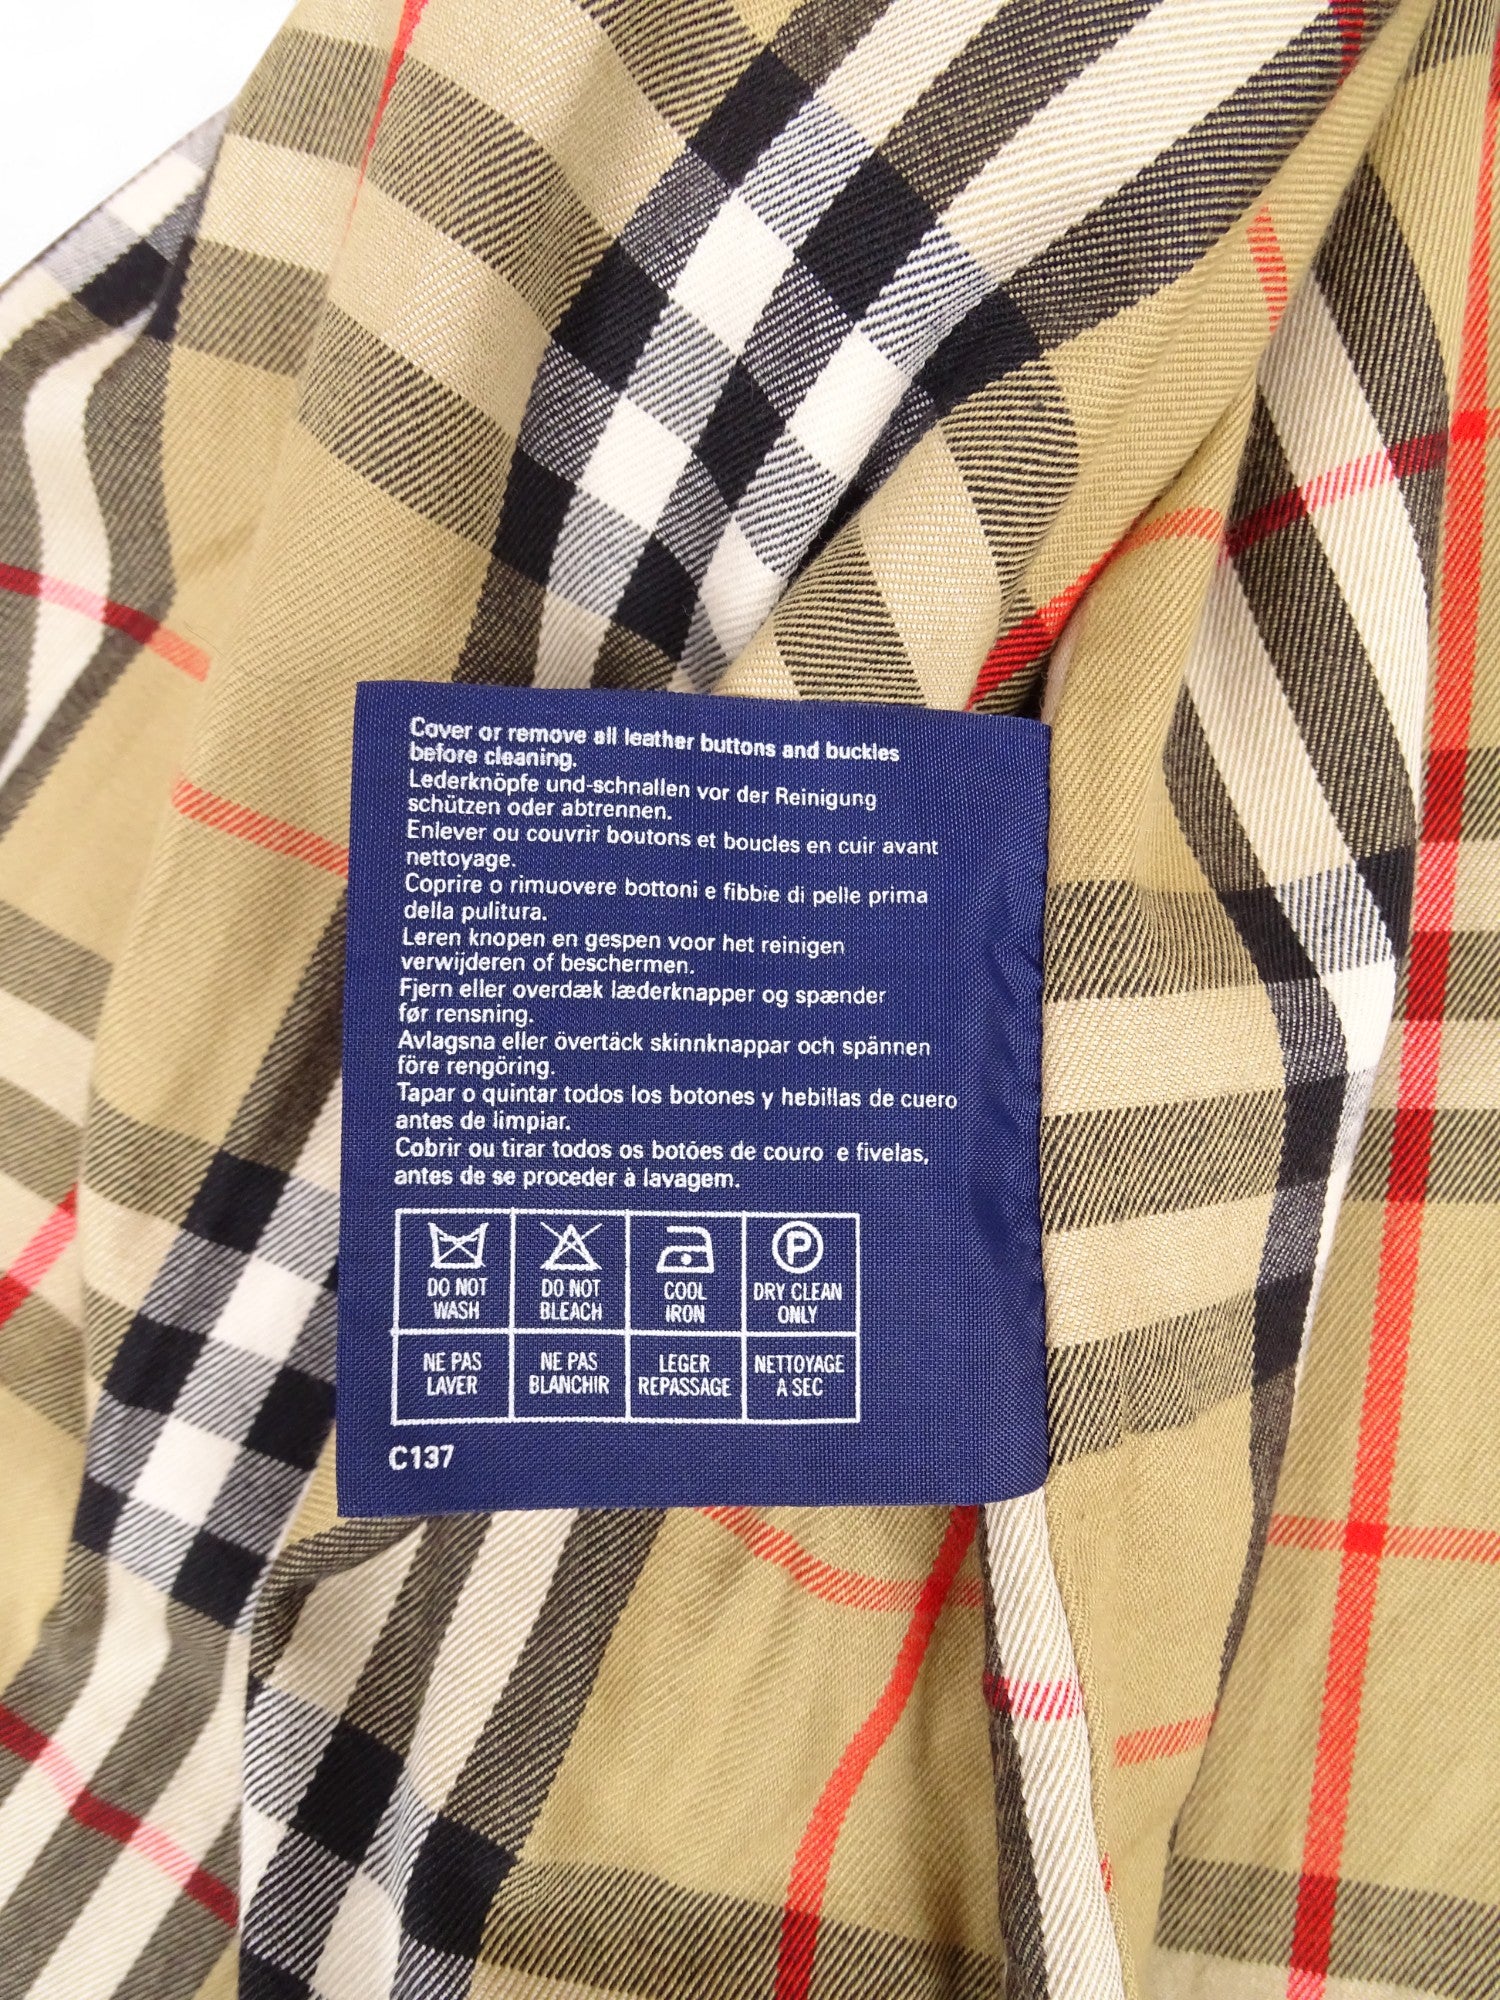 Cover or remove all leather buttons and buckles
before cleaning.
Lederknöpfe und-schnallen vor der Reinigung
schützen oder abtrennen.
Enlever ou couvrir boutons et boucles en cuir avant
nettoyage.
Coprire o rimuovere bottoni e fibbie di pelle prima
della pulitura.
Leren knopen en gespen voor het reinigen
verwijderen of beschermen.
Fjern eller overdæk læderknapper og spænder
før rensning.
Avlagsna eller övertäck skinnknappar och spännen
före rengöring.
Tapar o quintar todos los botones y hebillas de cuero
antes de limpiar.
Cobrir ou tirar todos os botões de couro e fivelas,
antes de se proceder à lavagem.
P
DO NOT WASH
DO NOT BLEACH
COOL IRON
DRY CLEAN ONLY
NE PAS LAVER
NE PAS BLANCHIR
LEGER REPASSAGE
NETTOYAGE A SEC
C137